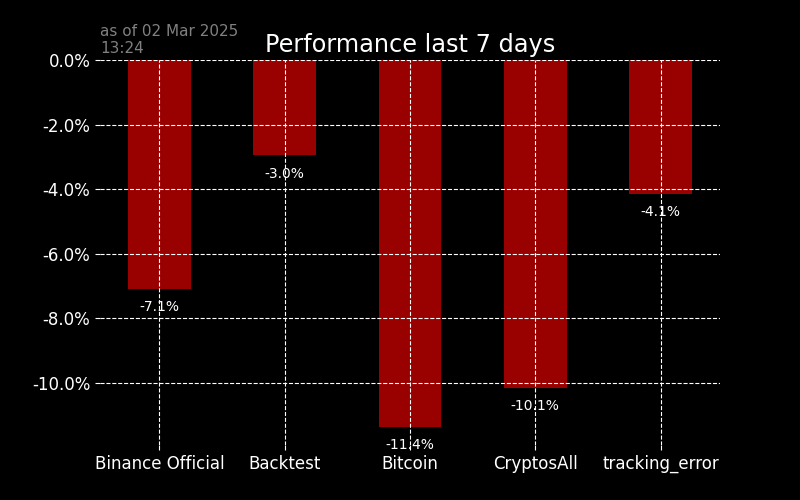 as of 02 Mar 2025
13:24
Performance last 7 days
0.0%
-2.0%
-4.0%
-6.0%
-8.0%
-10.0%
-7.1%
-3.0%
-11.4%
-10.1%
-4.1%
Binance Official
Backtest
Bitcoin
CryptosAll
tracking_error